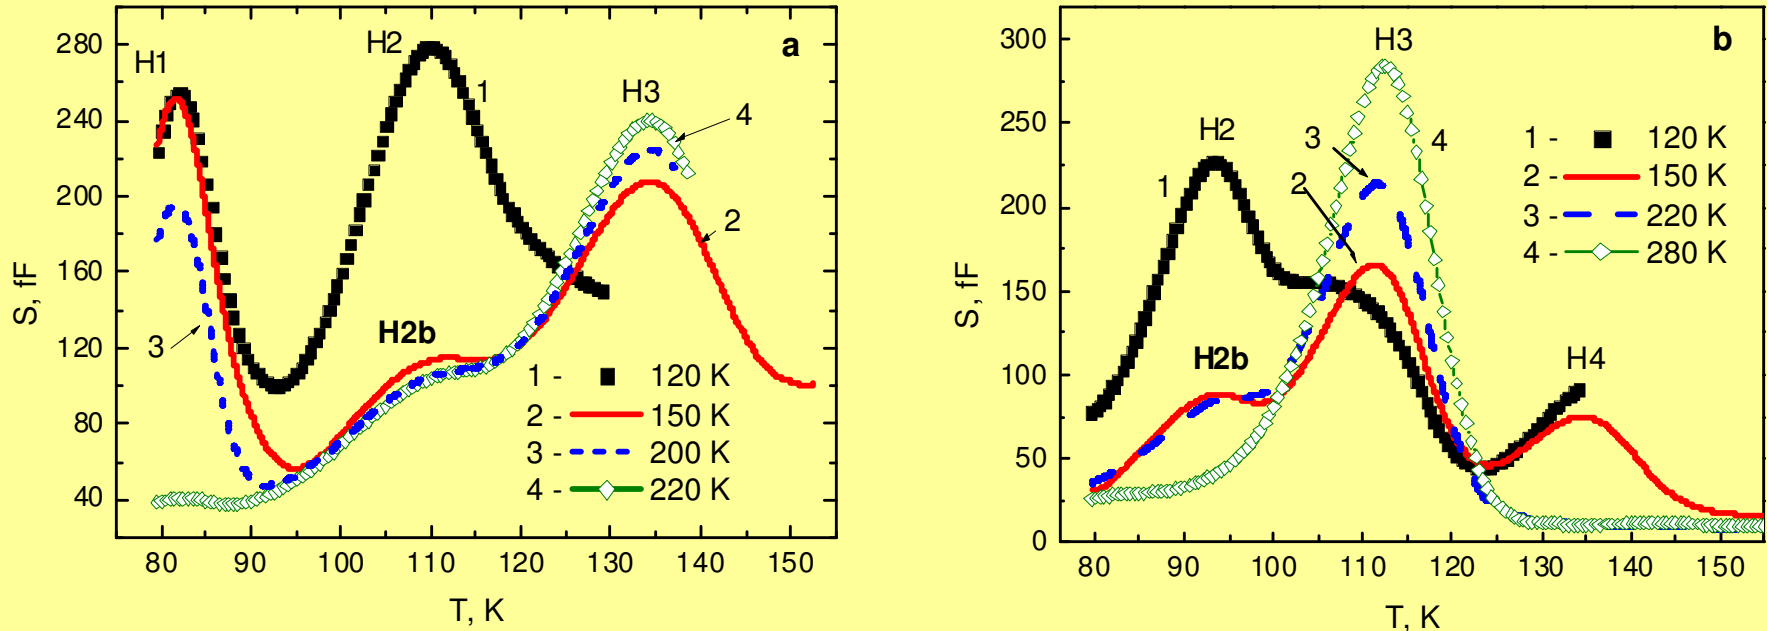 a
H1
H2
1
H3
4
2
3
H2b
1 - 120 K
2 - 150 K
3 - 200 K
4 - 220 K
280
240
200
160
120
80
40
S, fF
80 90 100 110 120 130 140 150
T, K
b
H3
H2
1
3
2
4
H2b
H4
1 - 120 K
2 - 150 K
3 - 220 K
4 - 280 K
300
250
200
150
100
50
0
S, fF
80 90 100 110 120 130 140 150
T, K